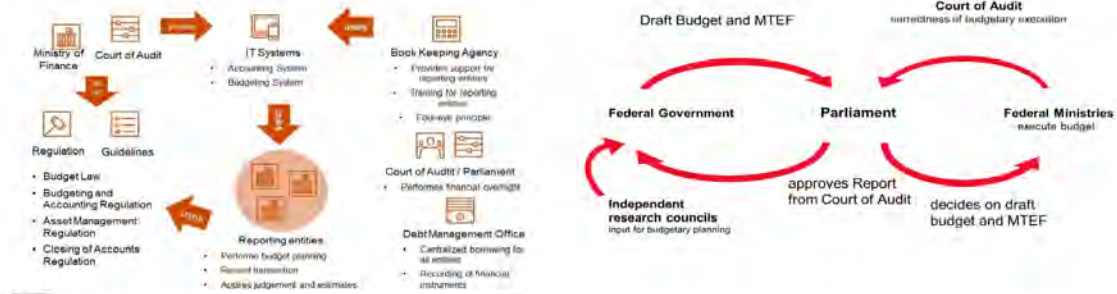 Ministry of
Finance
Court of Audit
IT Systems
• Accounting System
• Budgeting System
Book Keeping Agency
• Provides support for
reporting entities
• Training for reporting
entities
• Four-eye principle
Regulation
Guidelines
• Budget Law
• Budgeting and
Accounting Regulation
• Asset Management
Regulation
• Closing of Accounts
Regulation
Court of Audit / Parliament
• Performes financial oversight
Reporting entities
• Performs budget planning
• Record transaction
• Applies judgement and estimates
Debt Management Office
• Centralized borrowing for
all entities
• Recording of financial
instruments
Draft Budget and MTEF
Court of Audit
correctness of budgetary execution
Federal Government
Parliament
Federal Ministries
execute budget
Independent
research councils
input for budgetary planning
approves Report
from Court of Audit
decides on draft
budget and MTEF